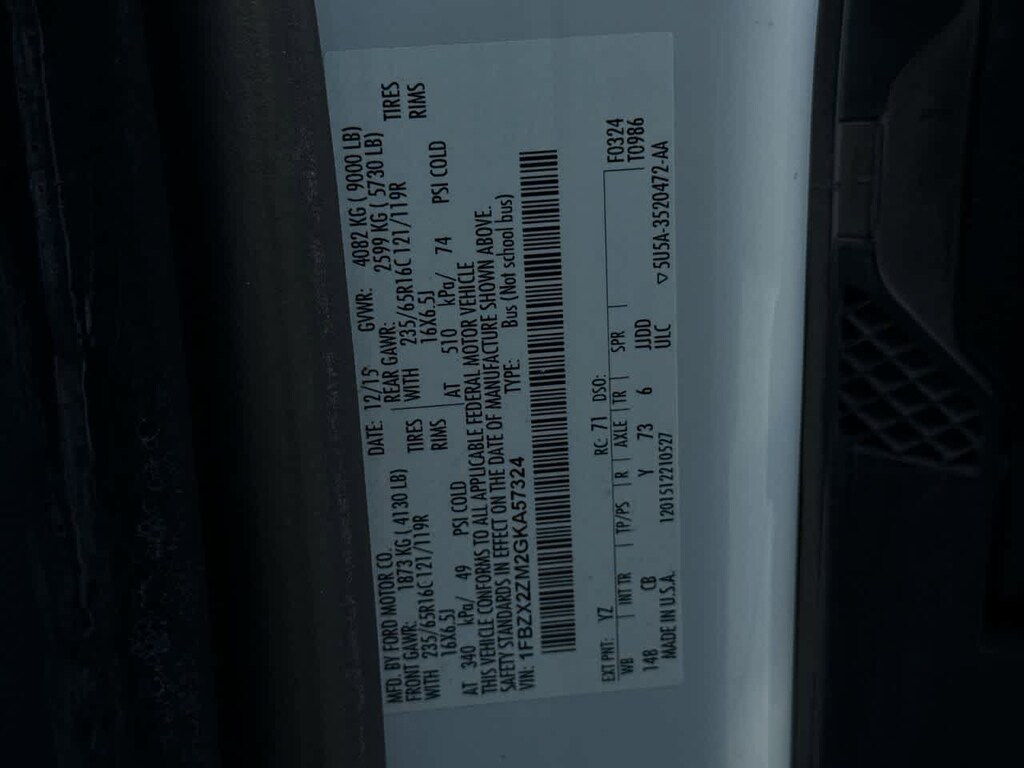 MFD. BY FORD MOTOR CO.
DATE: 12/15 GVWR: 4082 KG ( 9000 LB)
FRONT GAWR: 1873 KG ( 4130 LB) REAR GAWR: 2599 KG ( 5730 LB)
WITH 235/65R16C 121/119R TIRES WITH 235/65R16C 121/119R TIRES
16X6.5J RIMS 16X6.5J RIMS
AT 340 kPa/ 49 PSI COLD AT 510 kPa/ 74 PSI COLD
THIS VEHICLE CONFORMS TO ALL APPLICABLE FEDERAL MOTOR VEHICLE
SAFETY STANDARDS IN EFFECT ON THE DATE OF MANUFACTURE SHOWN ABOVE.
VIN: 1FBZX2ZM2GKA57324 TYPE: Bus (Not school bus)
EXT PNT: YZ RC: 71 DSO: F0324
WB INT TR TP/PS R AXLE TR SPR T0986
148 CB Y 73 6 JJDD
MADE IN U.S.A. 12015121210527 ULC ▽5U5A-3520472-AA